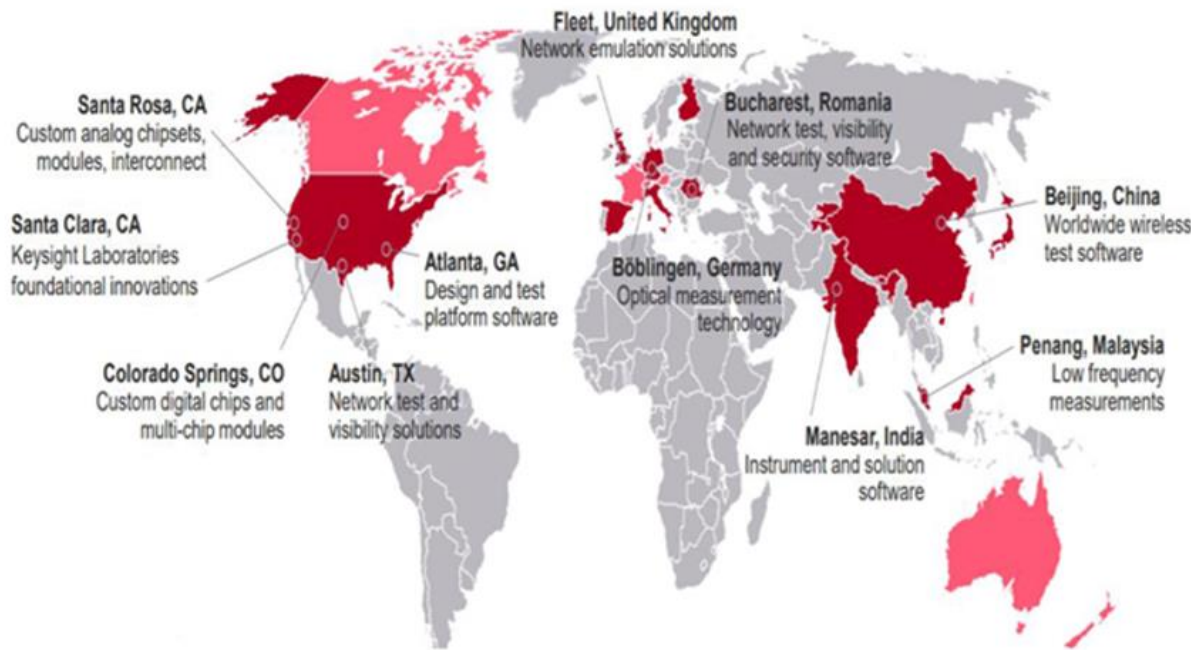 Fleet, United Kingdom
Network emulation solutions
Santa Rosa, CA
Custom analog chipsets,
modules, interconnect
Bucharest, Romania
Network test, visibility
and security software
Beijing, China
Worldwide wireless
test software
Santa Clara, CA
Keysight Laboratories
foundational innovations
Atlanta, GA
Design and test
platform software
Böblingen, Germany
Optical measurement
technology
Penang, Malaysia
Low frequency
measurements
Colorado Springs, CO
Custom digital chips and
multi-chip modules
Austin, TX
Network test and
visibility solutions
Manesar, India
Instrument and solution
software